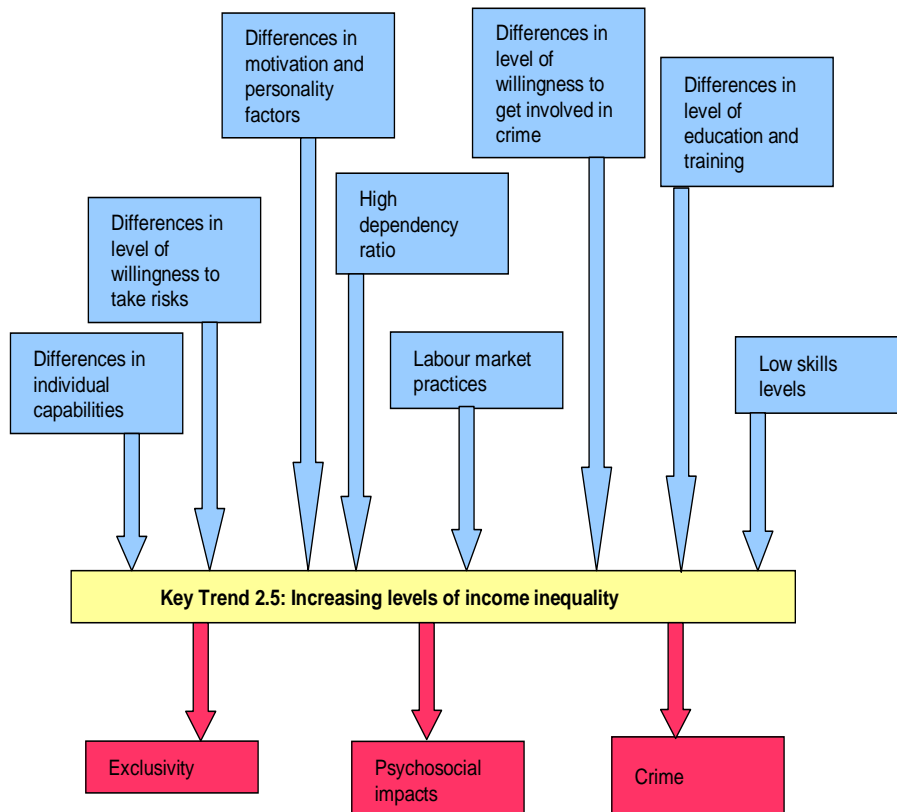 Differences in
motivation and
personality
factors
Differences in
level of
willingness to
get involved in
crime
Differences in
level of
education and
training
Differences in
level of
willingness to
take risks
High
dependency
ratio
Differences in
individual
capabilities
Labour market
practices
Low skills
levels
Key Trend 2.5: Increasing levels of income inequality
Exclusivity
Psychosocial
impacts
Crime